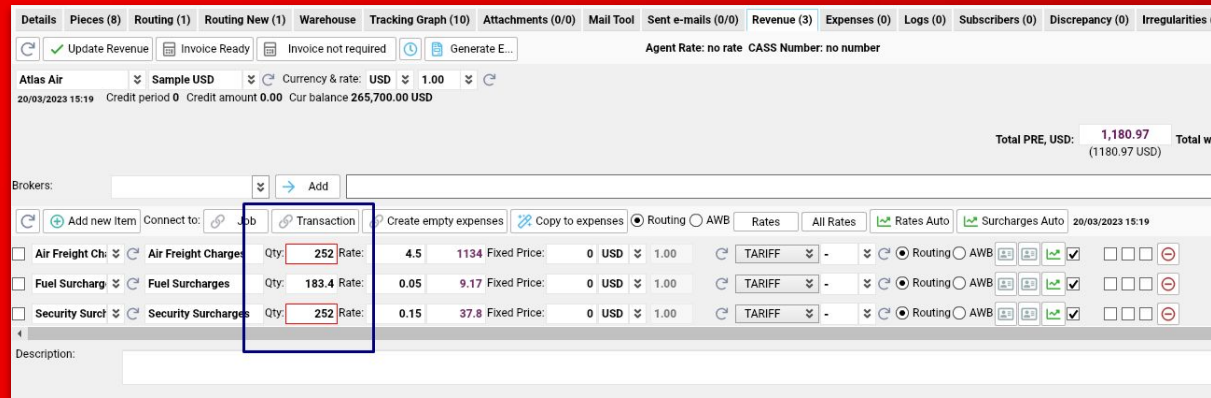 Details Pieces (8) Routing (1) Routing New (1) Warehouse Tracking Graph (10) Attachments (0/0) Mail Tool Sent e-mails (0/0) Revenue (3) Expenses (0) Logs (0) Subscribers (0) Discrepancy (0) Irregularities
Update Revenue Invoice Ready Invoice not required Generate E... Agent Rate: no rate CASS Number: no number
Atlas Air Sample USD Currency & rate: USD 1.00
20/03/2023 15:19 Credit period 0 Credit amount 0.00 Cur balance 265,700.00 USD
Total PRE, USD: 1,180.97 Total w
(1180.97 USD)
Brokers: Add
Add new Item Connect to: Job Transaction Create empty expenses Copy to expenses Routing AWB Rates All Rates Rates Auto Surcharges Auto 20/03/2023 15:19
Air Freight Ch Air Freight Charges Qty: 252 Rate: 4.5 1134 Fixed Price: 0 USD 1.00 TARIFF - Routing AWB
Fuel Surcharg Fuel Surcharges Qty: 183.4 Rate: 0.05 9.17 Fixed Price: 0 USD 1.00 TARIFF - Routing AWB
Security Surch Security Surcharges Qty: 252 Rate: 0.15 37.8 Fixed Price: 0 USD 1.00 TARIFF - Routing AWB
Description: